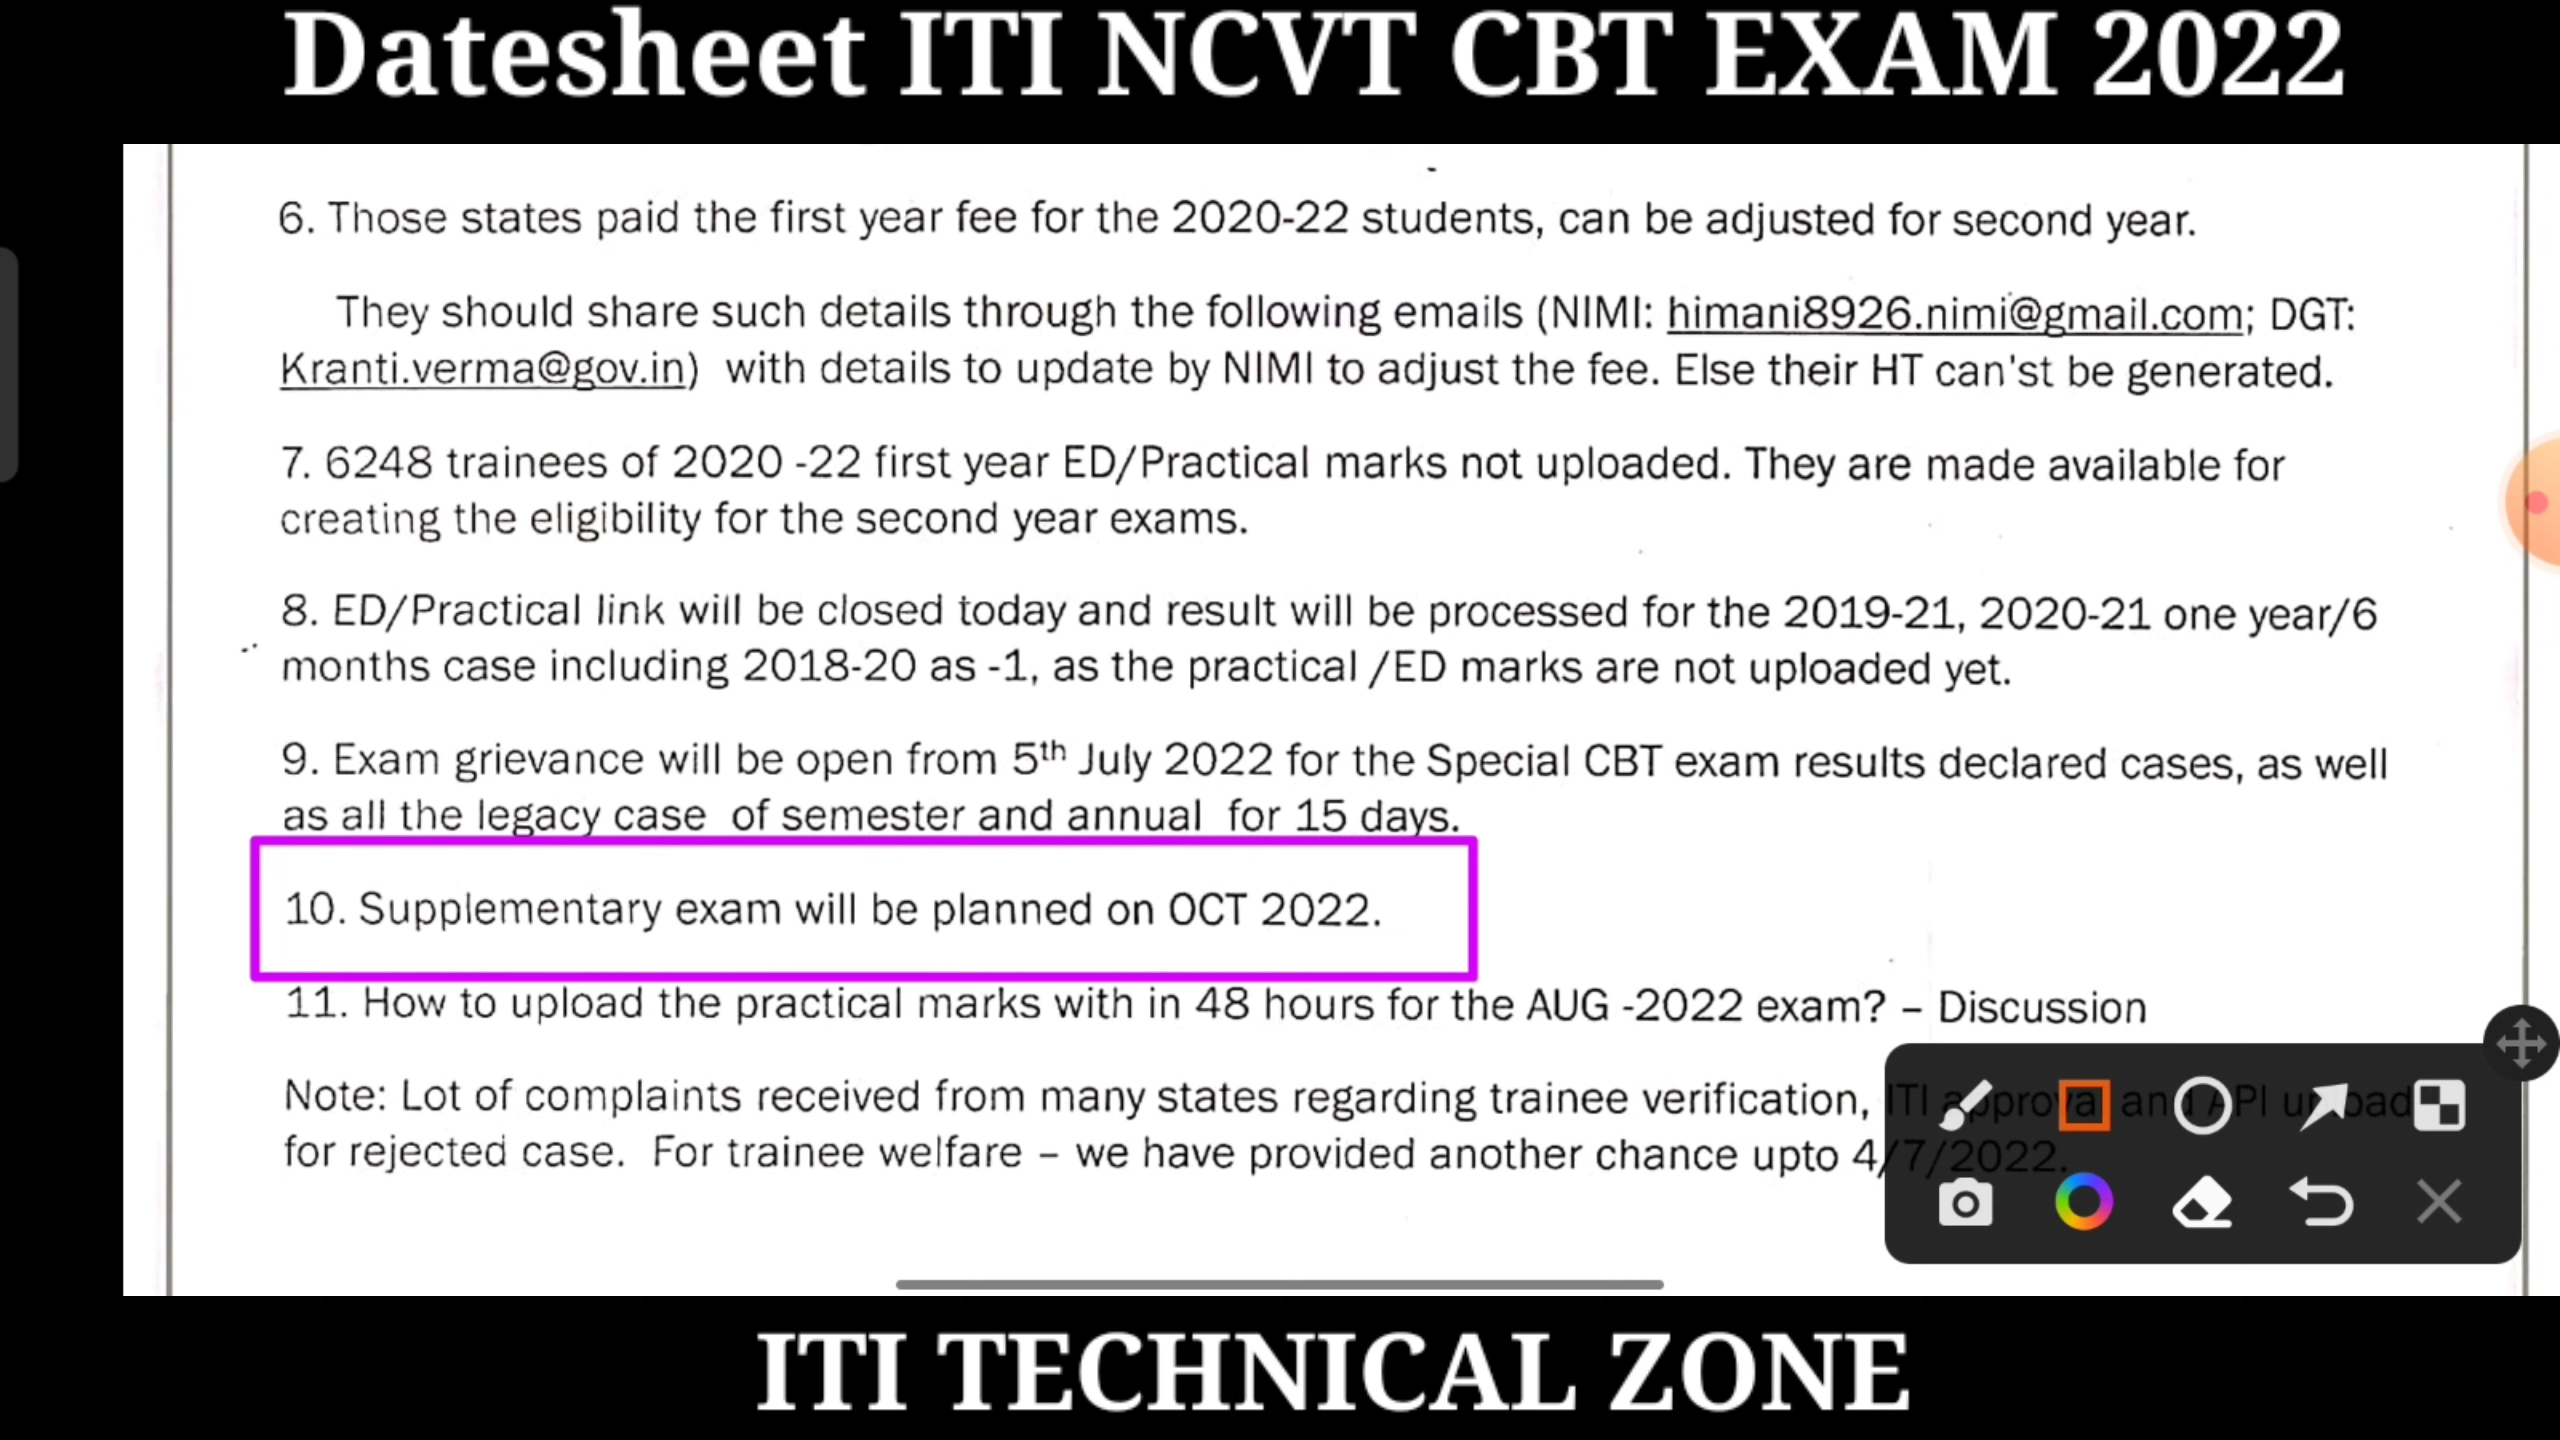 Datesheet ITI NCVT CBT EXAM 2022
6. Those states paid the first year fee for the 2020-22 students, can be adjusted for second year.
They should share such details through the following emails (NIMI: himani8926.nimi@gmail.com; DGT:
Kranti.verma@gov.in) with details to update by NIMI to adjust the fee. Else their HT can'st be generated.
7. 6248 trainees of 2020 -22 first year ED/Practical marks not uploaded. They are made available for
creating the eligibility for the second year exams.
8. ED/Practical link will be closed today and result will be processed for the 2019-21, 2020-21 one year/6
months case including 2018-20 as -1, as the practical /ED marks are not uploaded yet.
9. Exam grievance will be open from 5th July 2022 for the Special CBT exam results declared cases, as well
as all the legacy case of semester and annual for 15 days.
10. Supplementary exam will be planned on OCT 2022.
11. How to upload the practical marks with in 48 hours for the AUG -2022 exam? – Discussion
Note: Lot of complaints received from many states regarding trainee verification, ITI approval and API upload
for rejected case. For trainee welfare – we have provided another chance upto 4/7/2022.
ITI TECHNICAL ZONE